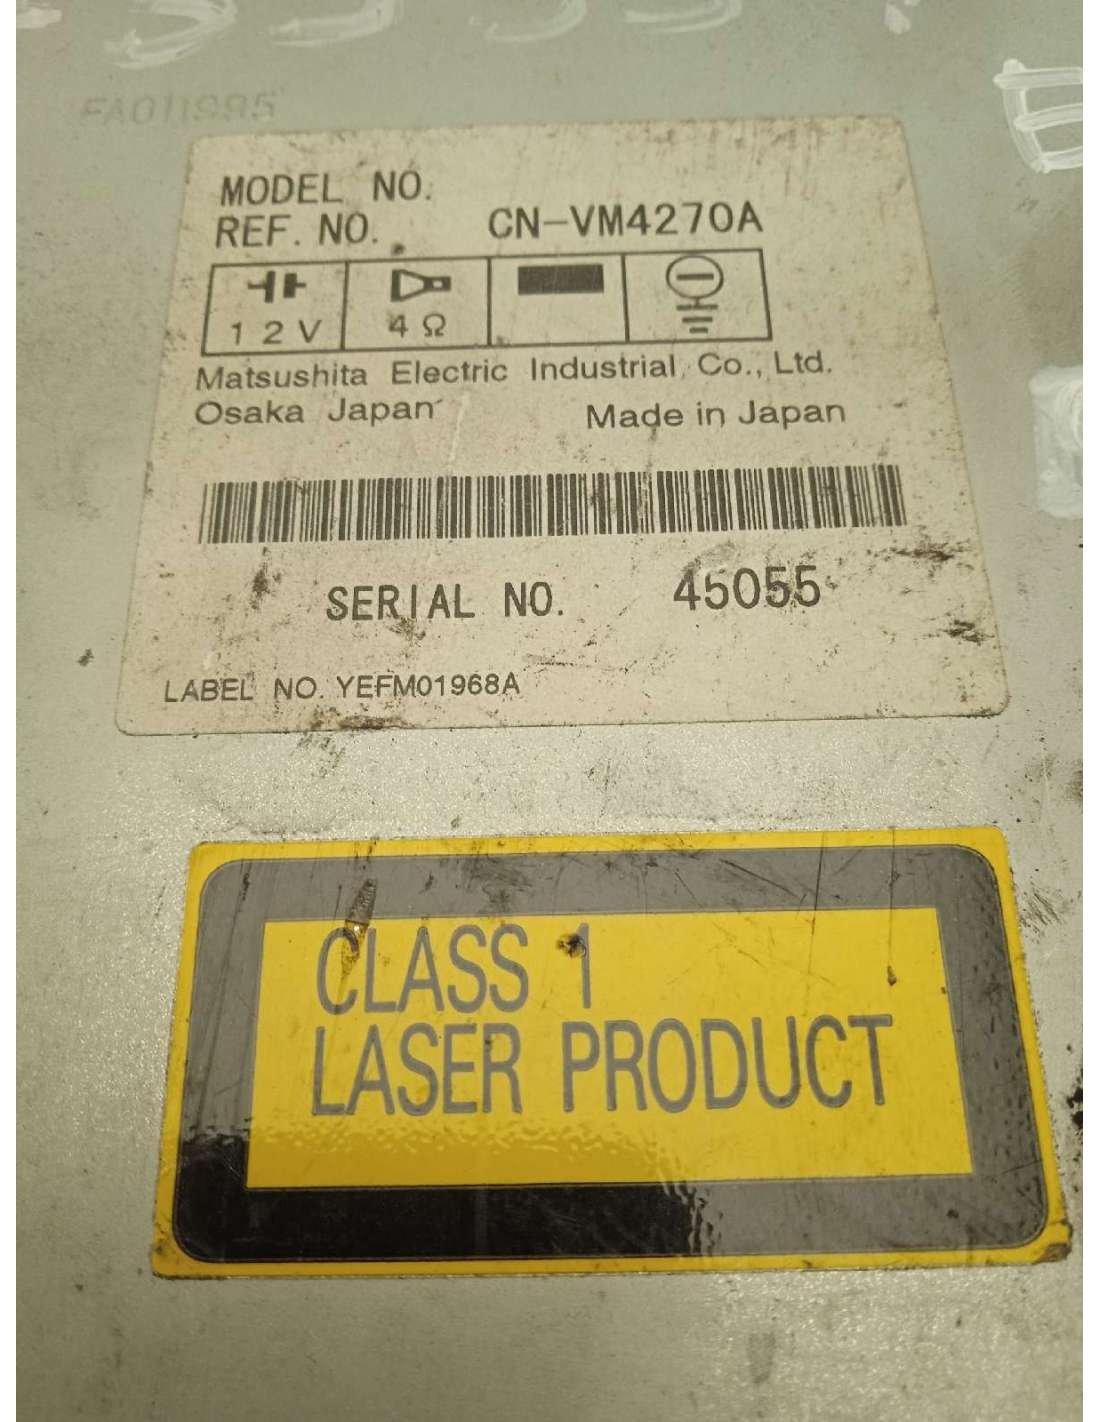 FA011995
MODEL NO.
REF. NO. CN-VM4270A
12V 4Ω
Matsushita Electric Industrial Co., Ltd.
Osaka Japan Made in Japan
SERIAL NO. 45055
LABEL NO. YEFM01968A
CLASS 1
LASER PRODUCT